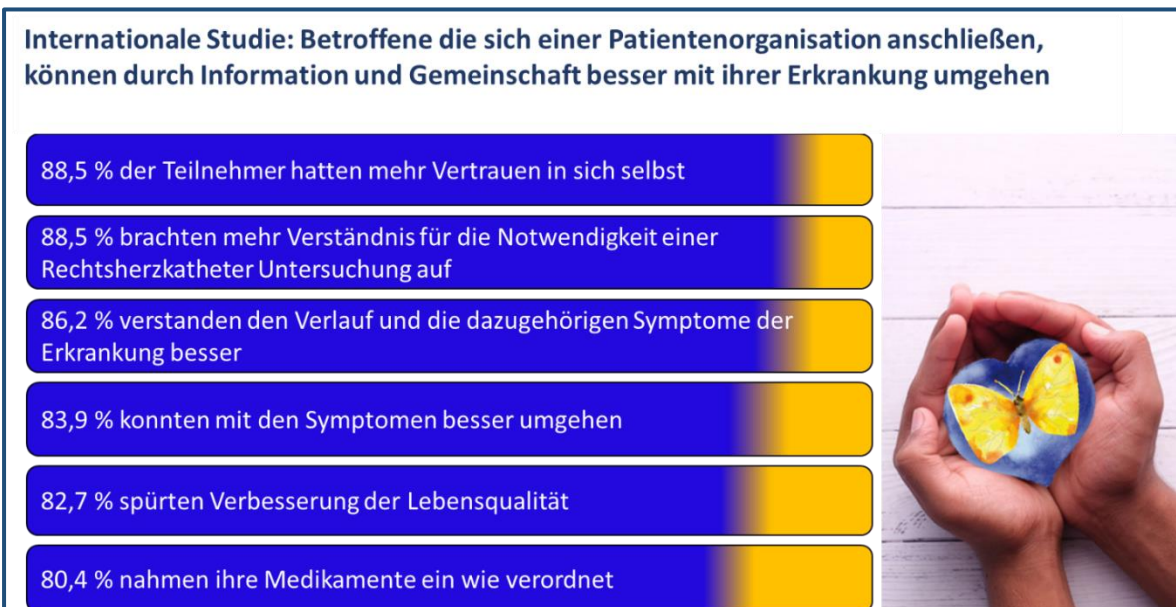 Internationale Studie: Betroffene die sich einer Patientenorganisation anschließen,
können durch Information und Gemeinschaft besser mit ihrer Erkrankung umgehen
88,5 % der Teilnehmer hatten mehr Vertrauen in sich selbst
88,5 % brachten mehr Verständnis für die Notwendigkeit einer
Rechtsherzkatheter Untersuchung auf
86,2 % verstanden den Verlauf und die dazugehörigen Symptome der
Erkrankung besser
83,9 % konnten mit den Symptomen besser umgehen
82,7 % spürten Verbesserung der Lebensqualität
80,4 % nahmen ihre Medikamente ein wie verordnet